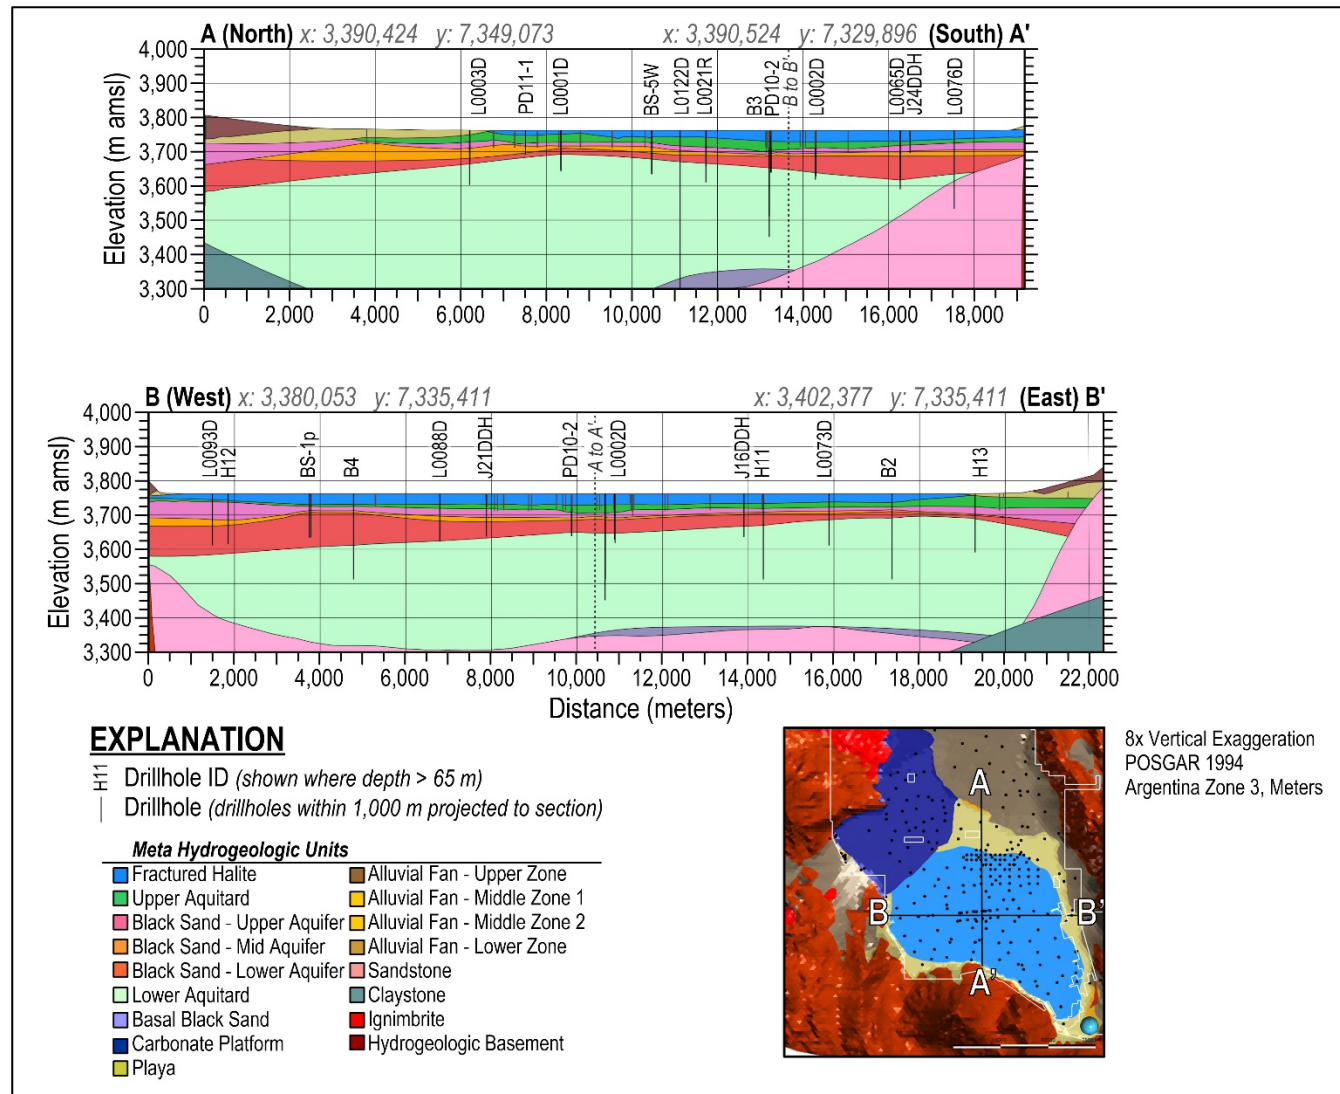 A (North) x: 3,390,424 y: 7,349,073 x: 3,390,524 y: 7,329,896 (South) A'
Elevation (m amsl)
4,000
3,900
3,800
3,700
3,600
3,500
3,400
3,300
L0003D
PD11-1
L0001D
BS-5W
L0122D
L0021R
B3
PD10-2
B to B'
L0002D
L0065D
J24DDH
L0076D
0 2,000 4,000 6,000 8,000 10,000 12,000 14,000 16,000 18,000
B (West) x: 3,380,053 y: 7,335,411 x: 3,402,377 y: 7,335,411 (East) B'
Elevation (m amsl)
4,000
3,900
3,800
3,700
3,600
3,500
3,400
3,300
L0093D
H12
BS-1p
B4
L0088D
J21DDH
PD10-2
A to A'
L0002D
J16DDH
H11
L0073D
B2
H13
0 2,000 4,000 6,000 8,000 10,000 12,000 14,000 16,000 18,000 20,000 22,000
Distance (meters)
EXPLANATION
H11 Drillhole ID (shown where depth > 65 m)
Drillhole (drillholes within 1,000 m projected to section)
Meta Hydrogeologic Units
Fractured Halite
Upper Aquitard
Black Sand - Upper Aquifer
Black Sand - Mid Aquifer
Black Sand - Lower Aquifer
Lower Aquitard
Basal Black Sand
Carbonate Platform
Playa
Alluvial Fan - Upper Zone
Alluvial Fan - Middle Zone 1
Alluvial Fan - Middle Zone 2
Alluvial Fan - Lower Zone
Sandstone
Claystone
Ignimbrite
Hydrogeologic Basement
A
B
B'
A'
8x Vertical Exaggeration
POSGAR 1994
Argentina Zone 3, Meters